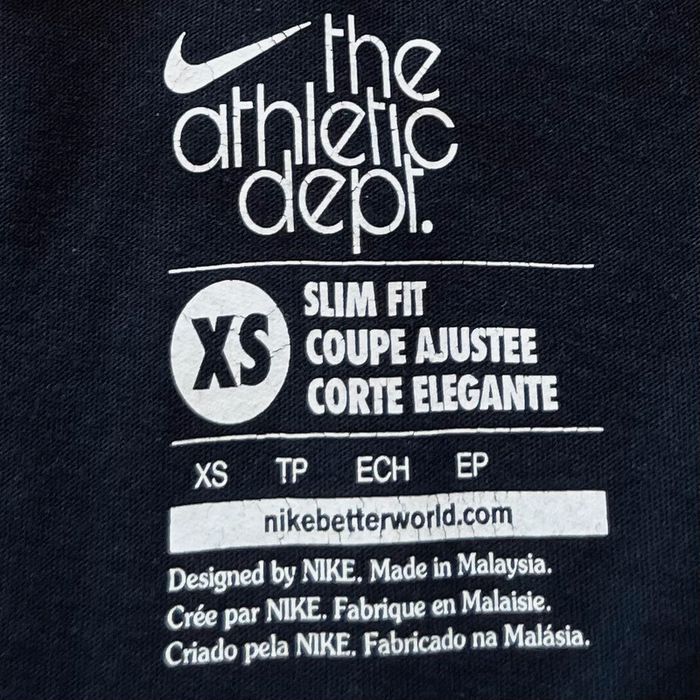 the
athletic
dept.
XS
SLIM FIT
COUPE AJUSTEE
CORTE ELEGANTE
XS TP ECH EP
nikebetterworld.com
Designed by NIKE. Made in Malaysia.
Crée par NIKE. Fabrique en Malaisie.
Criado pela NIKE. Fabricado na Malásia.